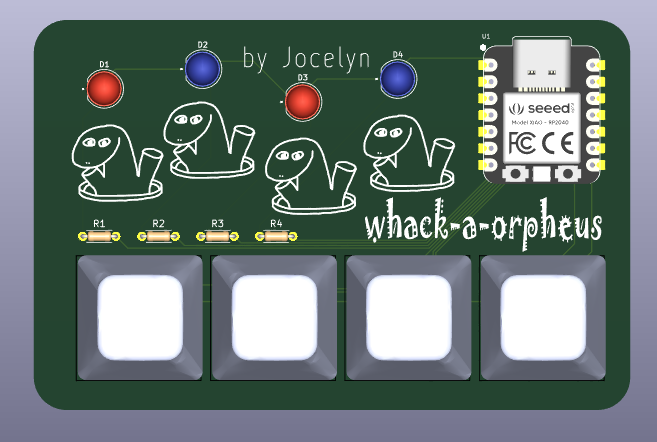 D1
D2
by Jocelyn
D3
D4
U1
seeed
Model XIAO - RP2040
FC CE
whack-a-orpheus
R1
R2
R3
R4